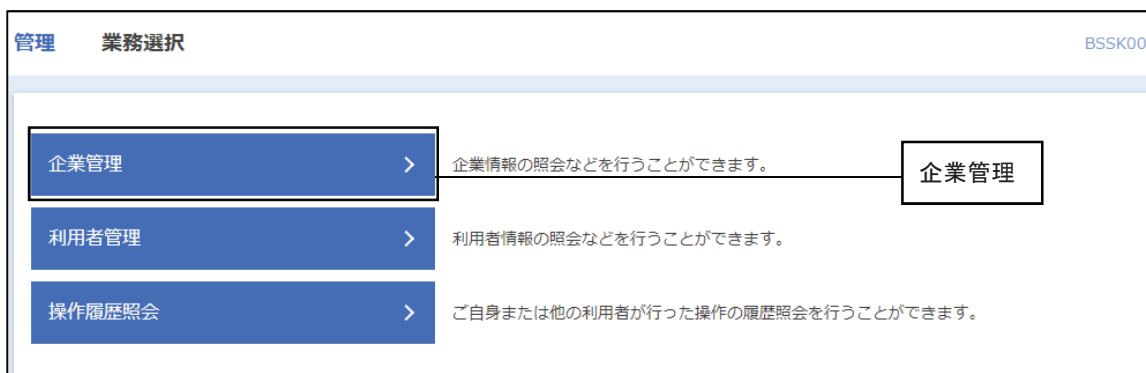 管理 業務選択 BSSK00
企業管理 企業情報の照会などを行うことができます。 企業管理
利用者管理 利用者情報の照会などを行うことができます。
操作履歴照会 ご自身または他の利用者が行った操作の履歴照会を行うことができます。